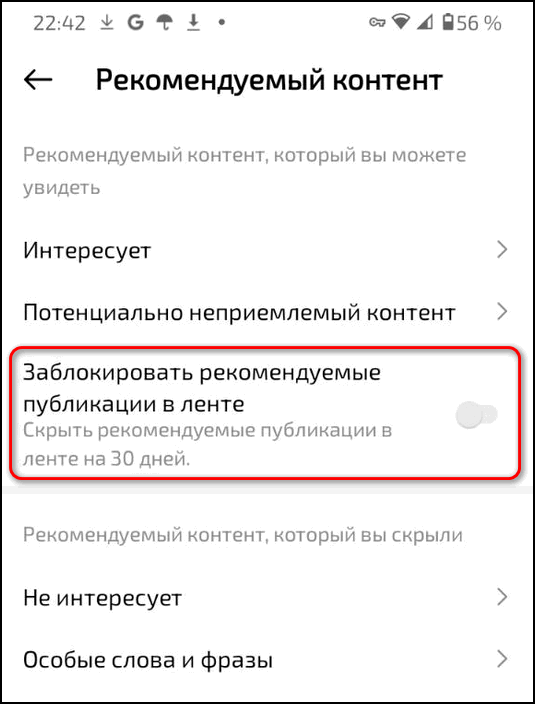 22:42 G 56 %
Рекомендуемый контент
Рекомендуемый контент, который вы можете
увидеть
Интересует
Потенциально неприемлемый контент
Заблокировать рекомендуемые
публикации в ленте
Скрыть рекомендуемые публикации в
ленте на 30 дней.
Рекомендуемый контент, который вы скрыли
Не интересует
Особые слова и фразы